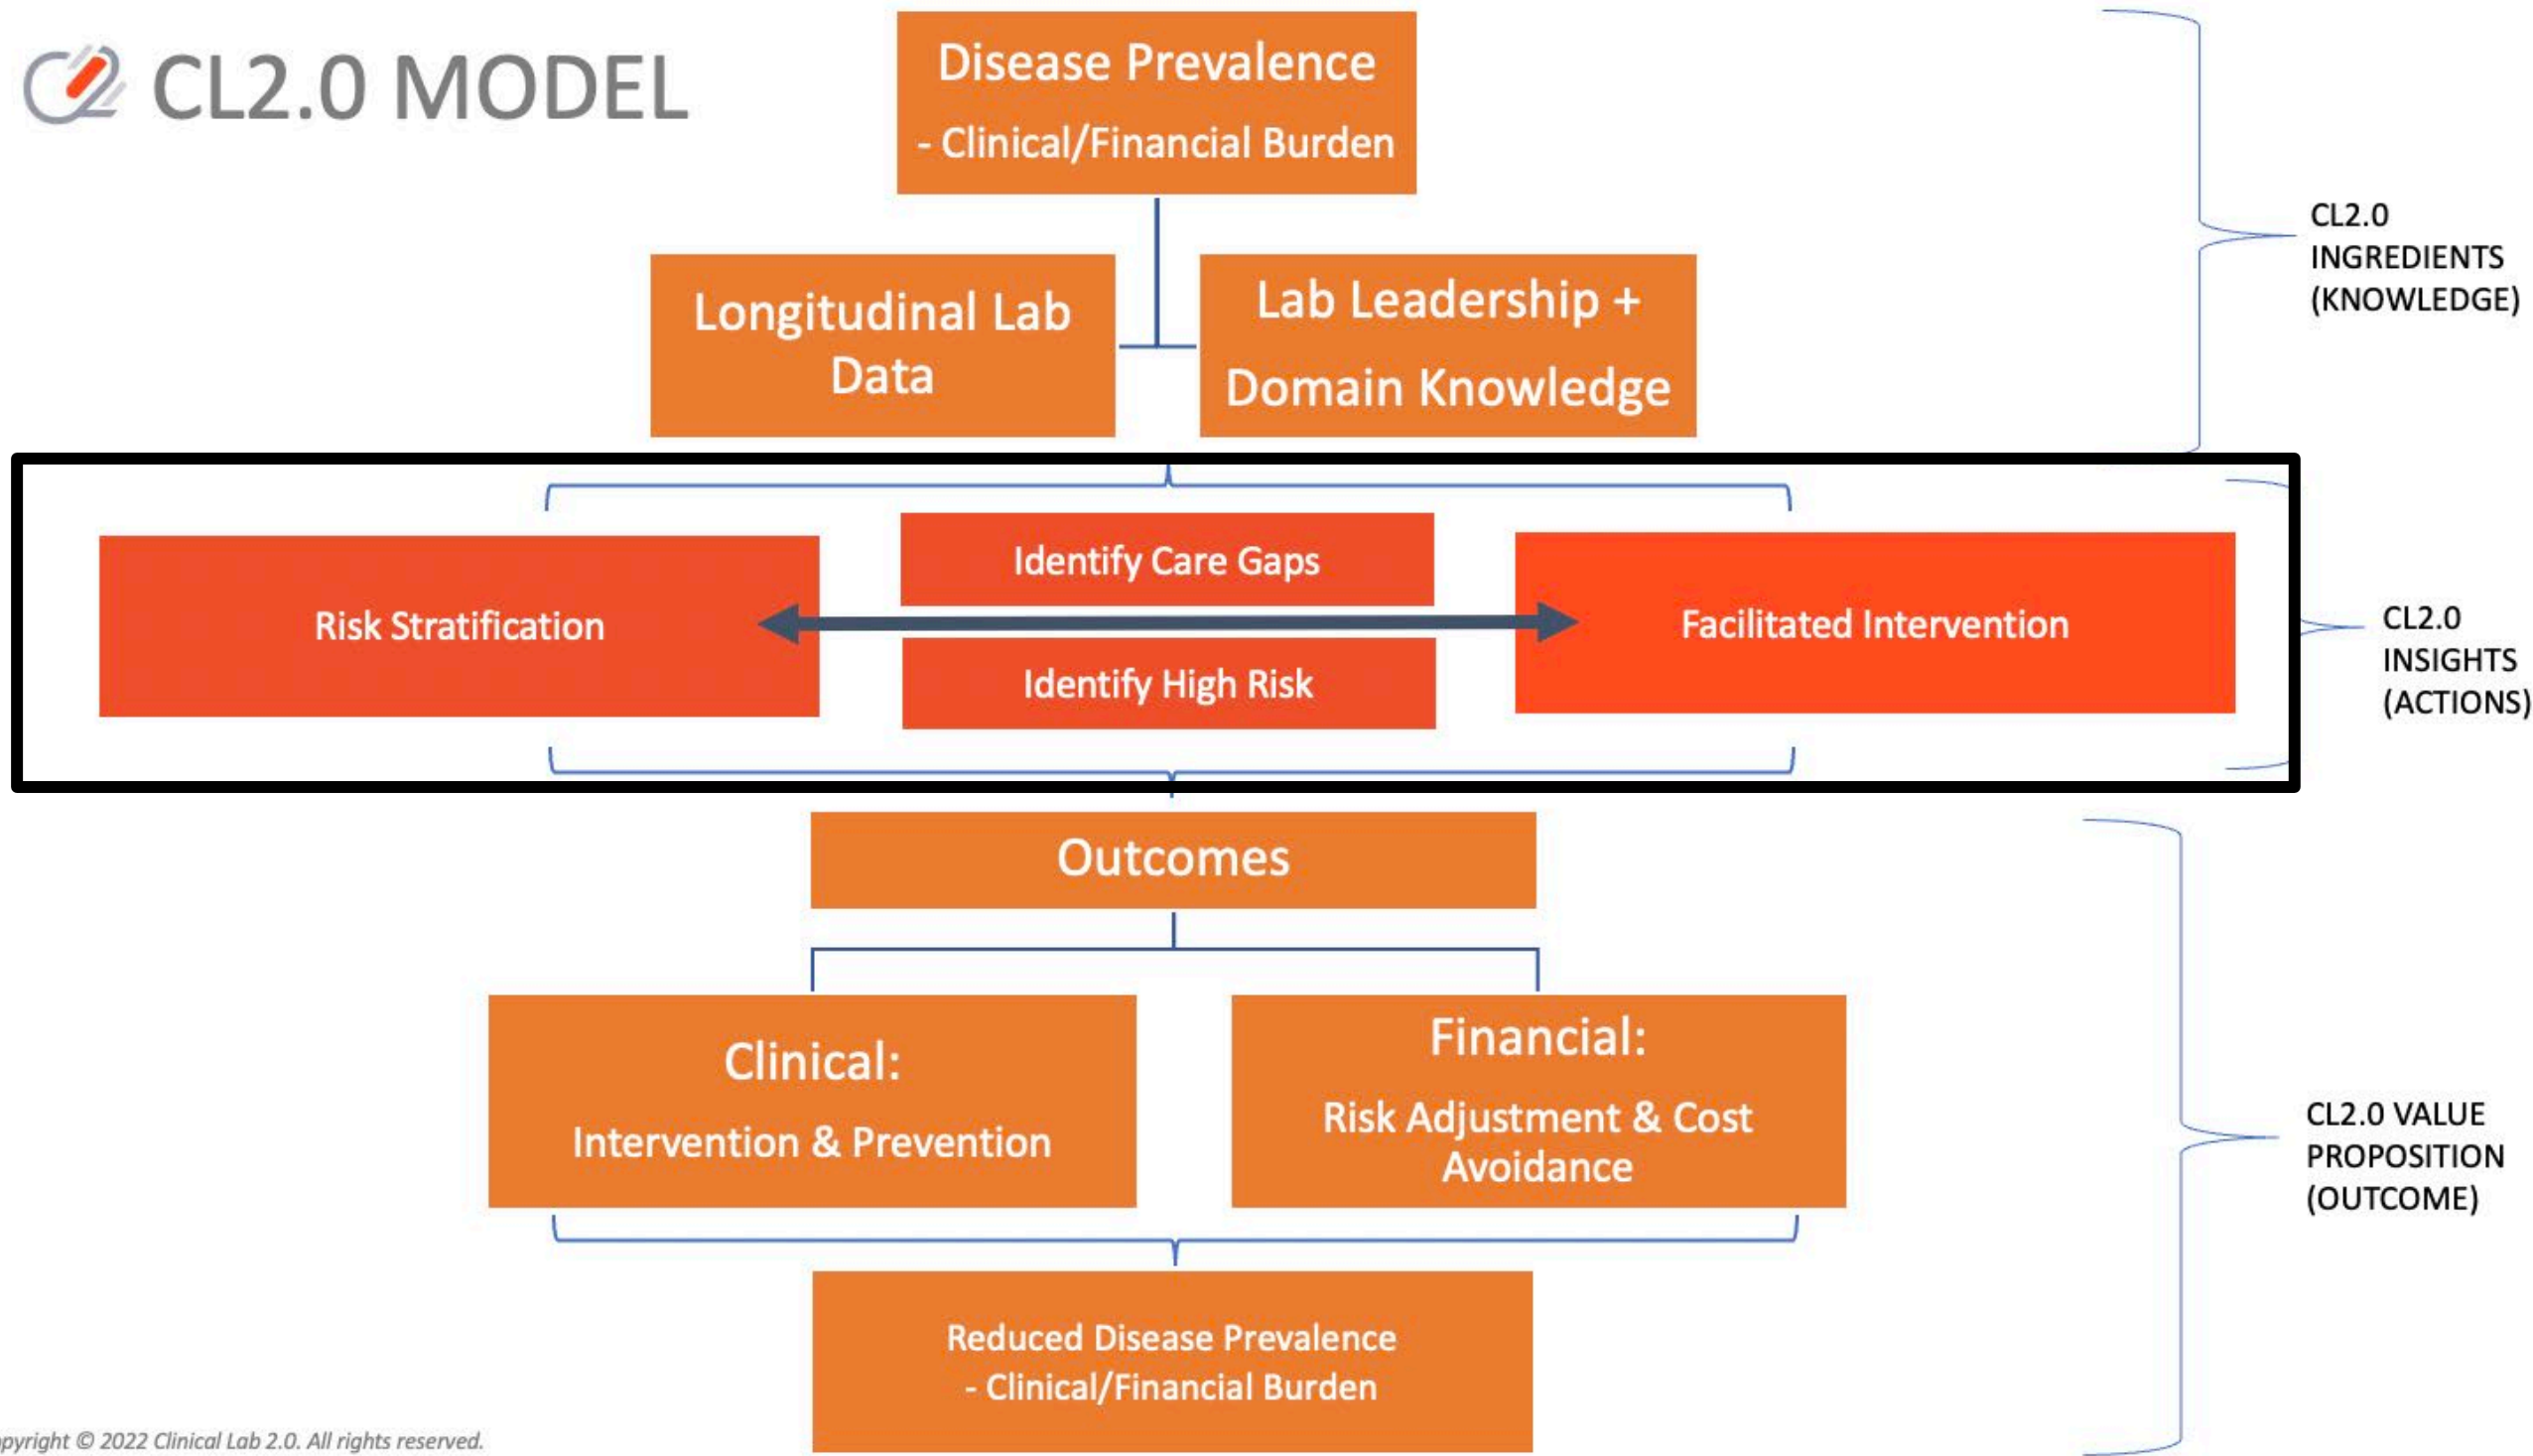 CL2.0 MODEL
Disease Prevalence
- Clinical/Financial Burden
CL2.0
INGREDIENTS
(KNOWLEDGE)
Longitudinal Lab
Data
Lab Leadership +
Domain Knowledge
Risk Stratification
Identify Care Gaps
Identify High Risk
Facilitated Intervention
CL2.0
INSIGHTS
(ACTIONS)
Outcomes
Clinical:
Intervention & Prevention
Financial:
Risk Adjustment & Cost
Avoidance
CL2.0 VALUE
PROPOSITION
(OUTCOME)
Reduced Disease Prevalence
- Clinical/Financial Burden
opyright © 2022 Clinical Lab 2.0. All rights reserved.